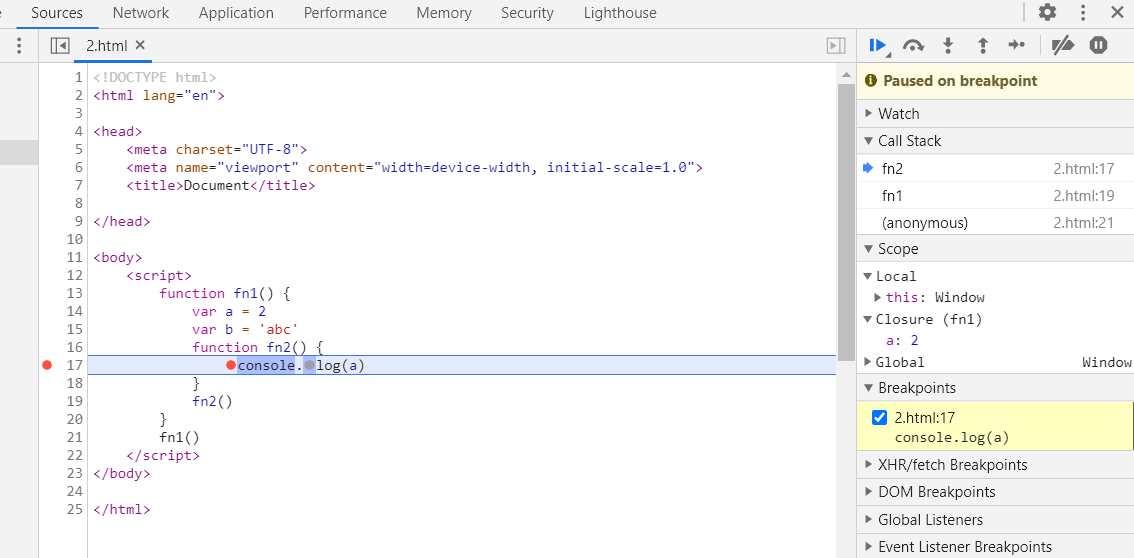 Sources Network Application Performance Memory Security Lighthouse
2.html
1 <!DOCTYPE html>
2 <html lang="en">
3
4 <head>
5     <meta charset="UTF-8">
6     <meta name="viewport" content="width=device-width, initial-scale=1.0">
7     <title>Document</title>
8
9 </head>
10
11 <body>
12     <script>
13         function fn1() {
14             var a = 2
15             var b = 'abc'
16             function fn2() {
17                 console.log(a)
18             }
19             fn2()
20         }
21         fn1()
22     </script>
23 </body>
24
25 </html>
Paused on breakpoint
Watch
Call Stack
fn2 2.html:17
fn1 2.html:19
(anonymous) 2.html:21
Scope
Local
this: Window
Closure (fn1)
a: 2
Global Window
Breakpoints
2.html:17
console.log(a)
XHR/fetch Breakpoints
DOM Breakpoints
Global Listeners
Event Listener Breakpoints